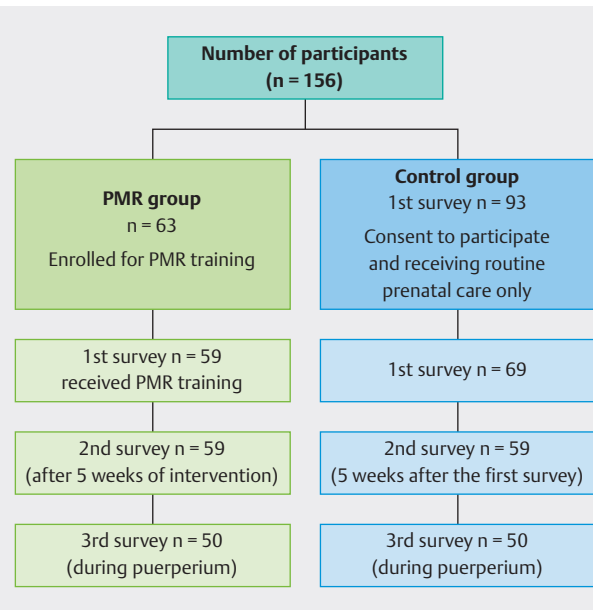 Number of participants
(n = 156)
PMR group
n = 63
Enrolled for PMR training
Control group
1st survey n = 93
Consent to participate
and receiving routine
prenatal care only
1st survey n = 59
received PMR training
1st survey n = 69
2nd survey n = 59
(after 5 weeks of intervention)
2nd survey n = 59
(5 weeks after the first survey)
3rd survey n = 50
(during puerperium)
3rd survey n = 50
(during puerperium)